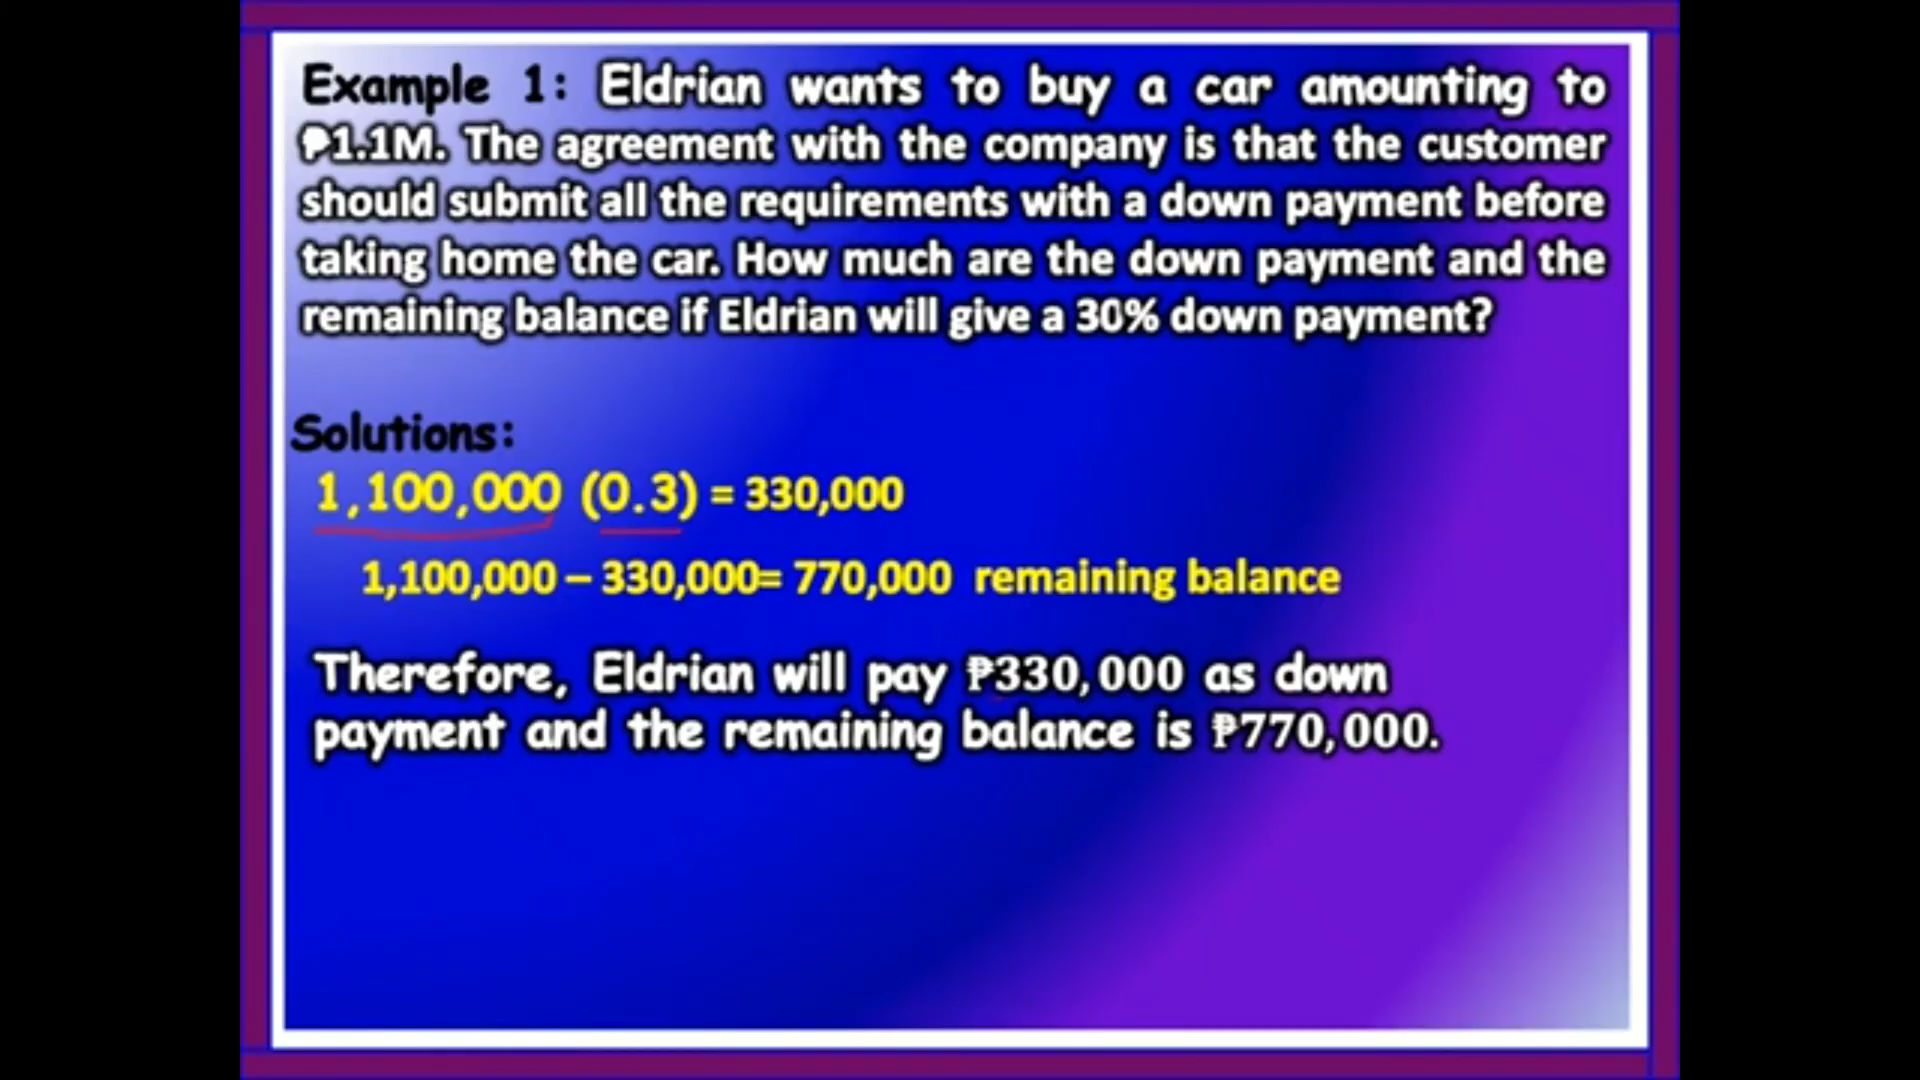 Example 1: Eldrian wants to buy a car amounting to
₱1.1M. The agreement with the company is that the customer
should submit all the requirements with a down payment before
taking home the car. How much are the down payment and the
remaining balance if Eldrian will give a 30% down payment?
Solutions:
1,100,000 (0.3) = 330,000
1,100,000 – 330,000= 770,000 remaining balance
Therefore, Eldrian will pay ₱330,000 as down
payment and the remaining balance is ₱770,000.